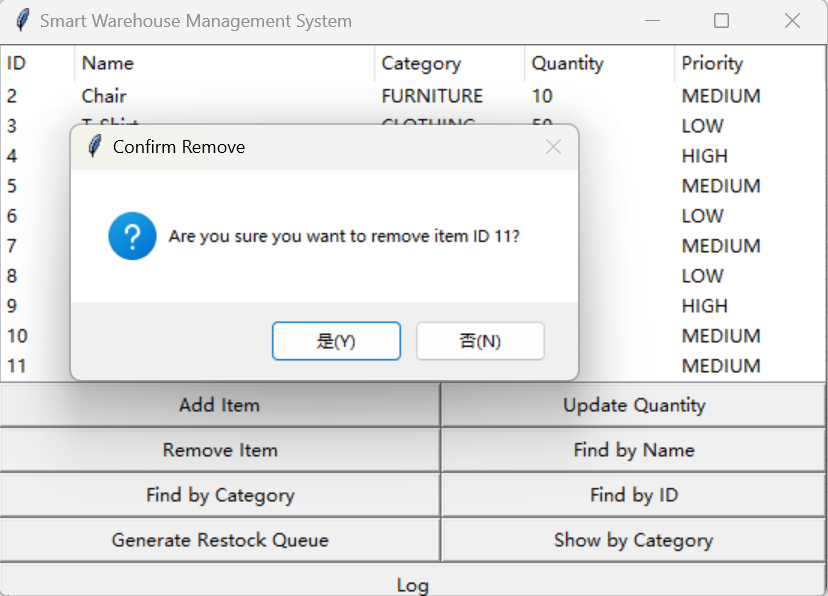 Smart Warehouse Management System
ID Name Category Quantity Priority
2 Chair FURNITURE 10 MEDIUM
3 T-Shirt CLOTHING 50 LOW
Confirm Remove
4 HIGH
5 MEDIUM
6 LOW
Are you sure you want to remove item ID 11?
7 MEDIUM
8 LOW
9 HIGH
10 MEDIUM
是(Y) 否(N)
11 MEDIUM
Add Item Update Quantity
Remove Item Find by Name
Find by Category Find by ID
Generate Restock Queue Show by Category
Log